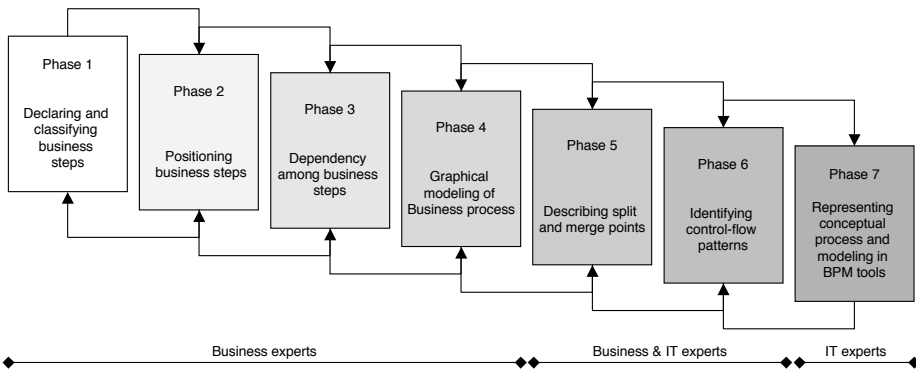 Phase 1
Declaring and
classifying
business
steps
Phase 2
Positioning
business steps
Phase 3
Dependency
among business
steps
Phase 4
Graphical
modeling of
Business process
Phase 5
Describing split
and merge points
Phase 6
Identifying
control-flow
patterns
Phase 7
Representing
conceptual
process and
modeling in
BPM tools
Business experts
Business & IT experts
IT experts